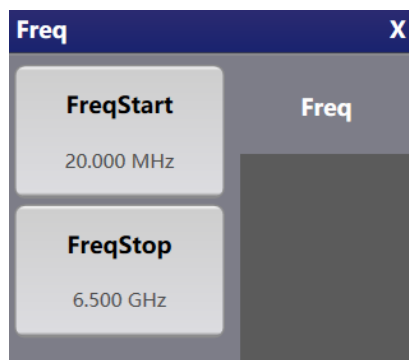 Freq X
FreqStart
20.000 MHz
Freq
FreqStop
6.500 GHz